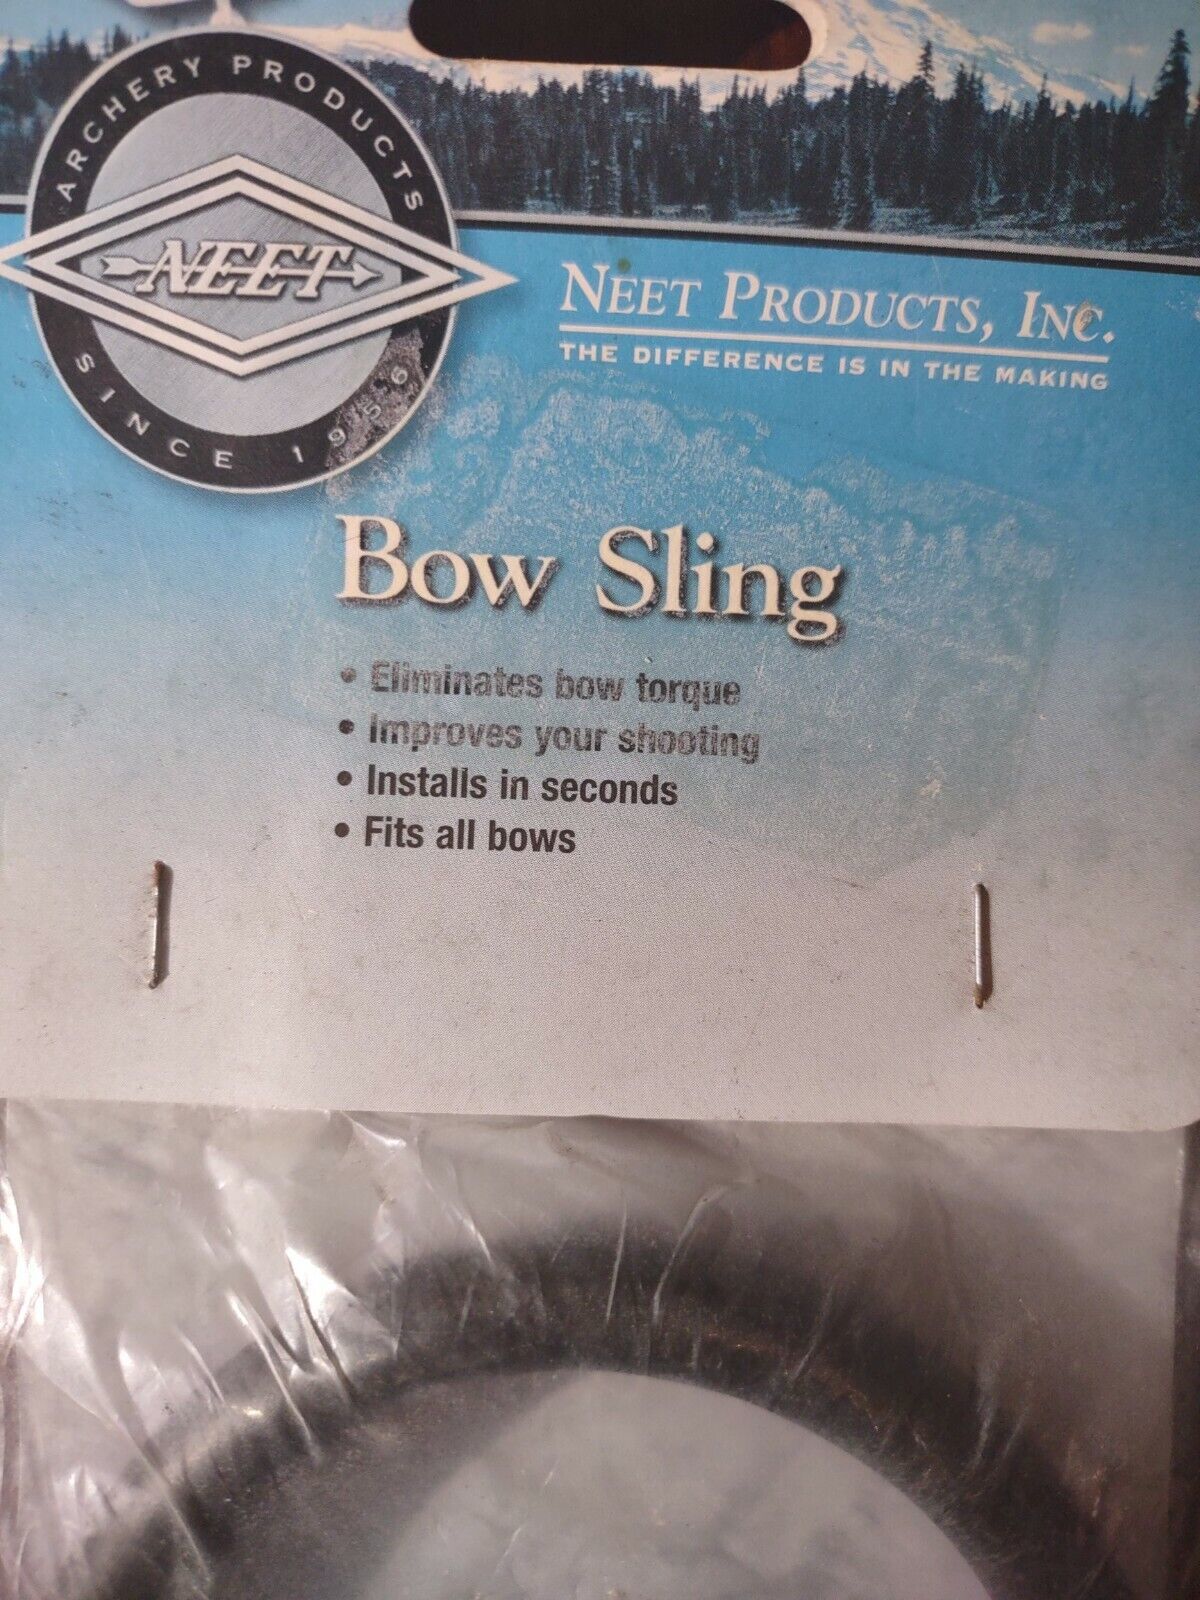 ARCHERY PRODUCTS
NEET
SINCE 1956
NEET PRODUCTS, INC.
THE DIFFERENCE IS IN THE MAKING
Bow Sling
• Eliminates bow torque
• Improves your shooting
• Installs in seconds
• Fits all bows